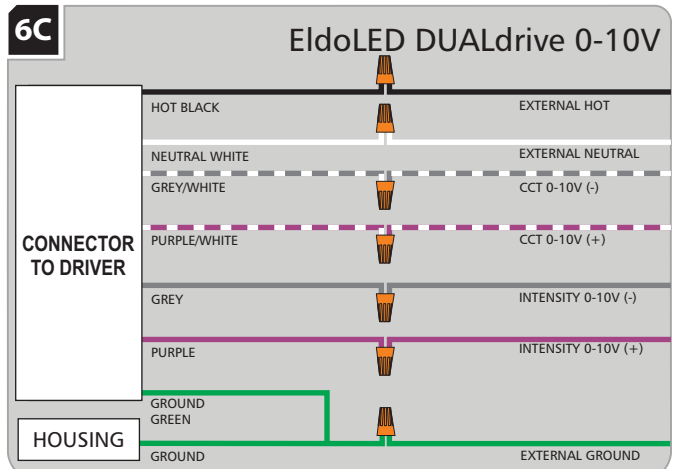 6C
EldoLED DUALdrive 0-10V
HOT BLACK
EXTERNAL HOT
NEUTRAL WHITE
EXTERNAL NEUTRAL
GREY/WHITE
CCT 0-10V (-)
PURPLE/WHITE
CCT 0-10V (+)
CONNECTOR
TO DRIVER
GREY
INTENSITY 0-10V (-)
PURPLE
INTENSITY 0-10V (+)
GROUND
GREEN
HOUSING
GROUND
EXTERNAL GROUND